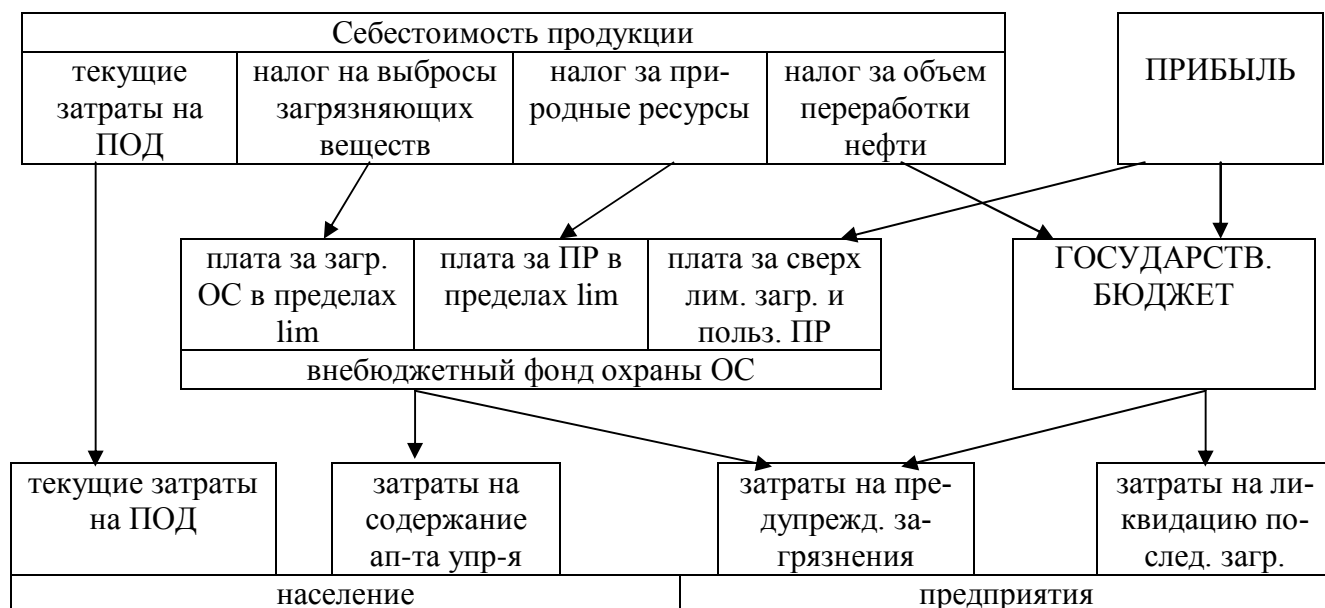 Себестоимость продукции
текущие
затраты на
ПОД
налог на выбросы
загрязняющих
веществ
налог за при-
родные ресурсы
налог за объем
переработки
нефти
ПРИБЫЛЬ
плата за загр.
ОС в пределах
lim
плата за ПР в
пределах lim
плата за сверх
лим. загр. и
польз. ПР
внебюджетный фонд охраны ОС
ГОСУДАРСТВ.
БЮДЖЕТ
текущие затраты
на ПОД
затраты на
содержание
ап-та упр-я
затраты на пре-
дупрежд. за-
грязнения
затраты на ли-
квидацию по-
след. загр.
население
предприятия